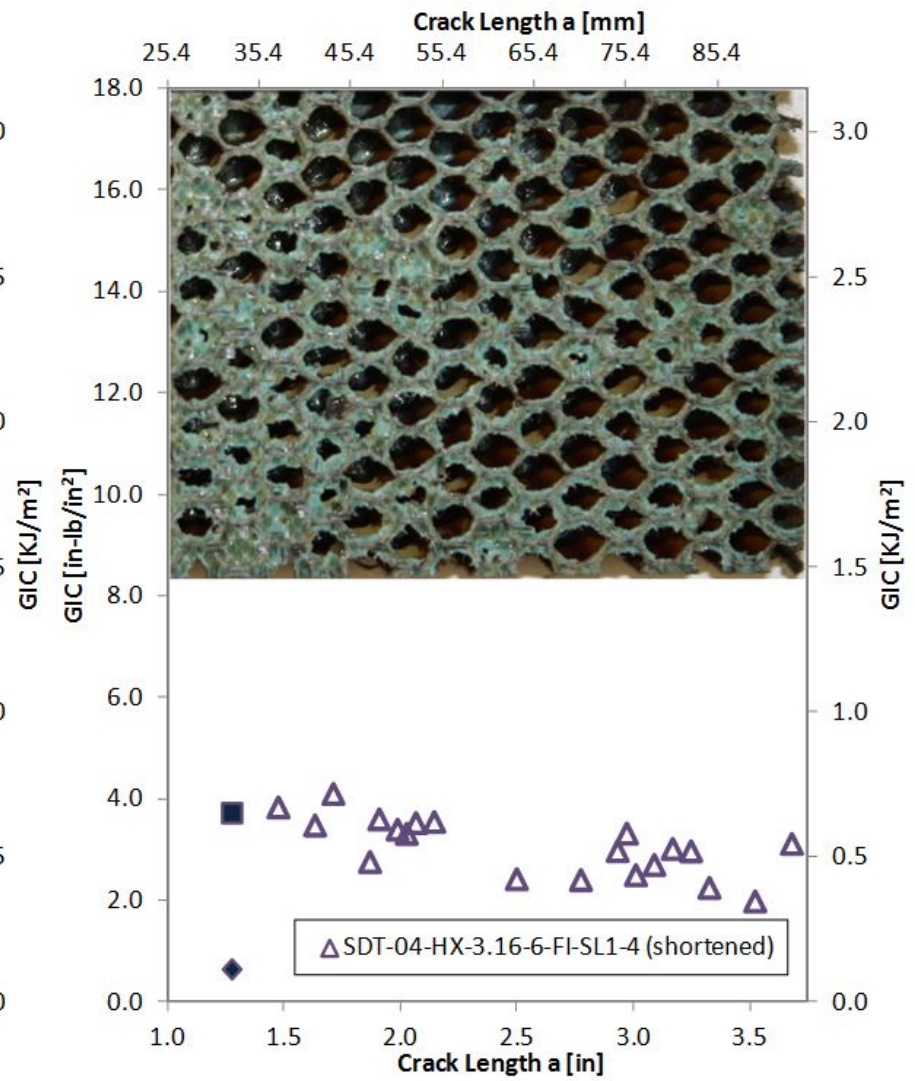 Crack Length a [mm]
25.4 35.4 45.4 55.4 65.4 75.4 85.4
18.0
16.0
14.0
12.0
10.0
8.0
6.0
4.0
2.0
0.0
GIC [KJ/m²]
GIC [in-lb/in²]
3.0
2.5
2.0
1.5
1.0
0.5
0.0
GIC [KJ/m²]
SDT-04-HX-3.16-6-FI-SL1-4 (shortened)
1.0 1.5 2.0 2.5 3.0 3.5
Crack Length a [in]